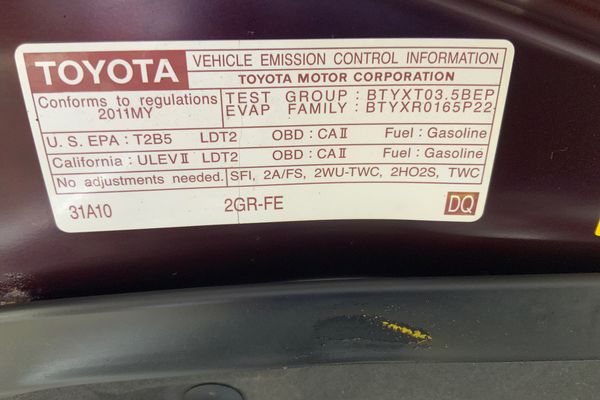 TOYOTA VEHICLE EMISSION CONTROL INFORMATION
TOYOTA MOTOR CORPORATION
Conforms to regulations
2011MY
TEST GROUP : BTYXT03.5BEP
EVAP FAMILY : BTYXR0165P22
U.S. EPA : T2B5 LDT2 OBD : CAⅡ Fuel : Gasoline
California : ULEVⅡ LDT2 OBD : CAⅡ Fuel : Gasoline
No adjustments needed. SFI, 2A/FS, 2WU-TWC, 2HO2S, TWC
31A10 2GR-FE DQ